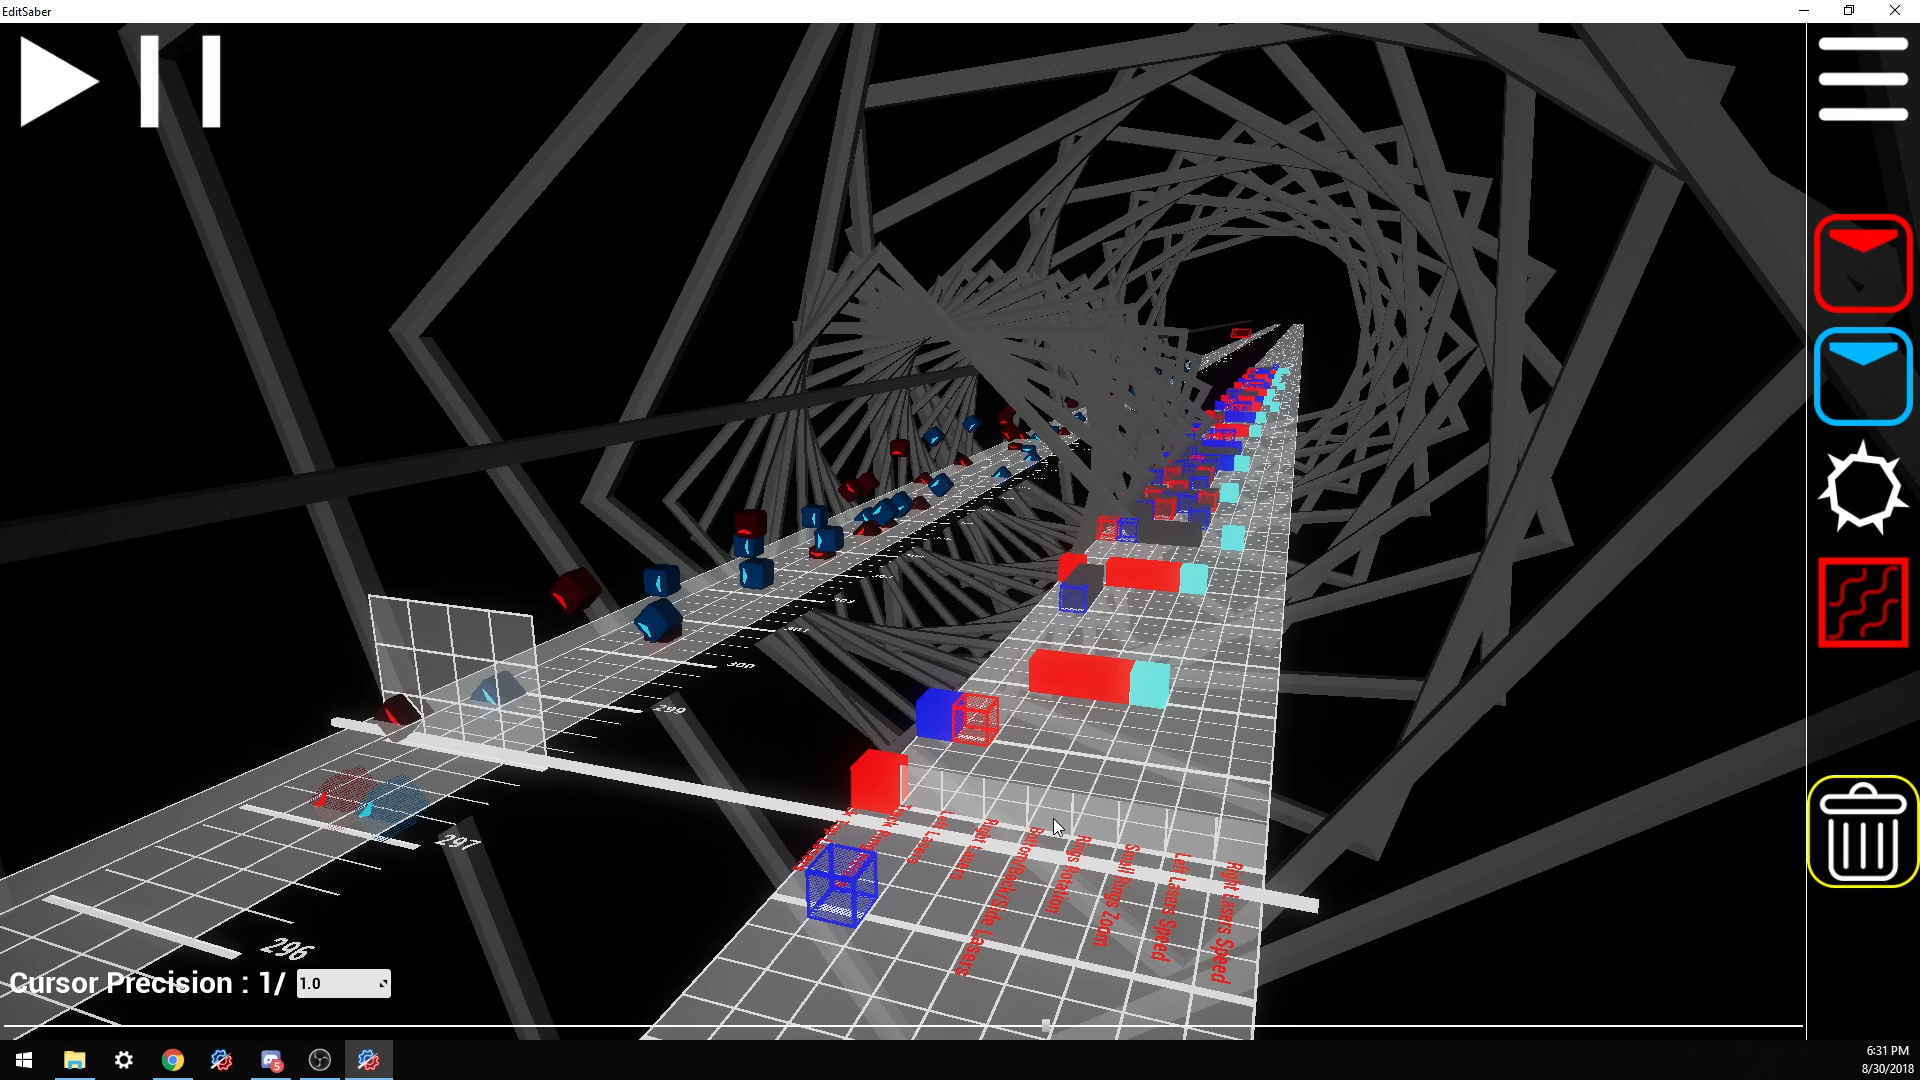 EditSaber
300
299
297
296
Left Lasers
Right Lasers
Bottom/Back/Side Lasers
Rings Rotation
Small Rings Zoom
Left Lasers Speed
Right Lasers Speed
Cursor Precision : 1/ 1.0
5
6:31 PM
8/30/2018